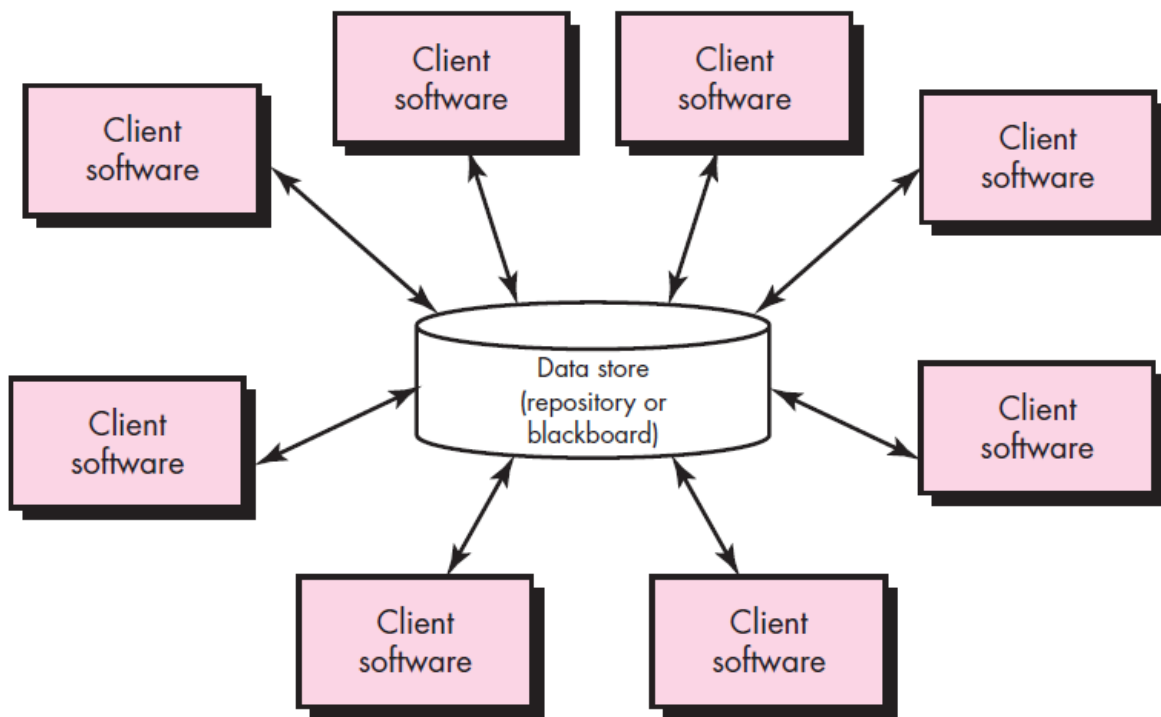 Client
software
Client
software
Client
software
Client
software
Data store
(repository or
blackboard)
Client
software
Client
software
Client
software
Client
software